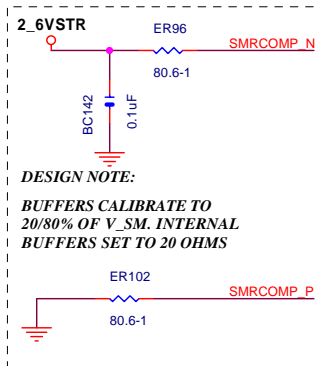 2_6VSTR
ER96
SMRCOMP_N
80.6-1
BC142
0.1uF
DESIGN NOTE:
BUFFERS CALIBRATE TO
20/80% OF V_SM. INTERNAL
BUFFERS SET TO 20 OHMS
ER102
SMRCOMP_P
80.6-1